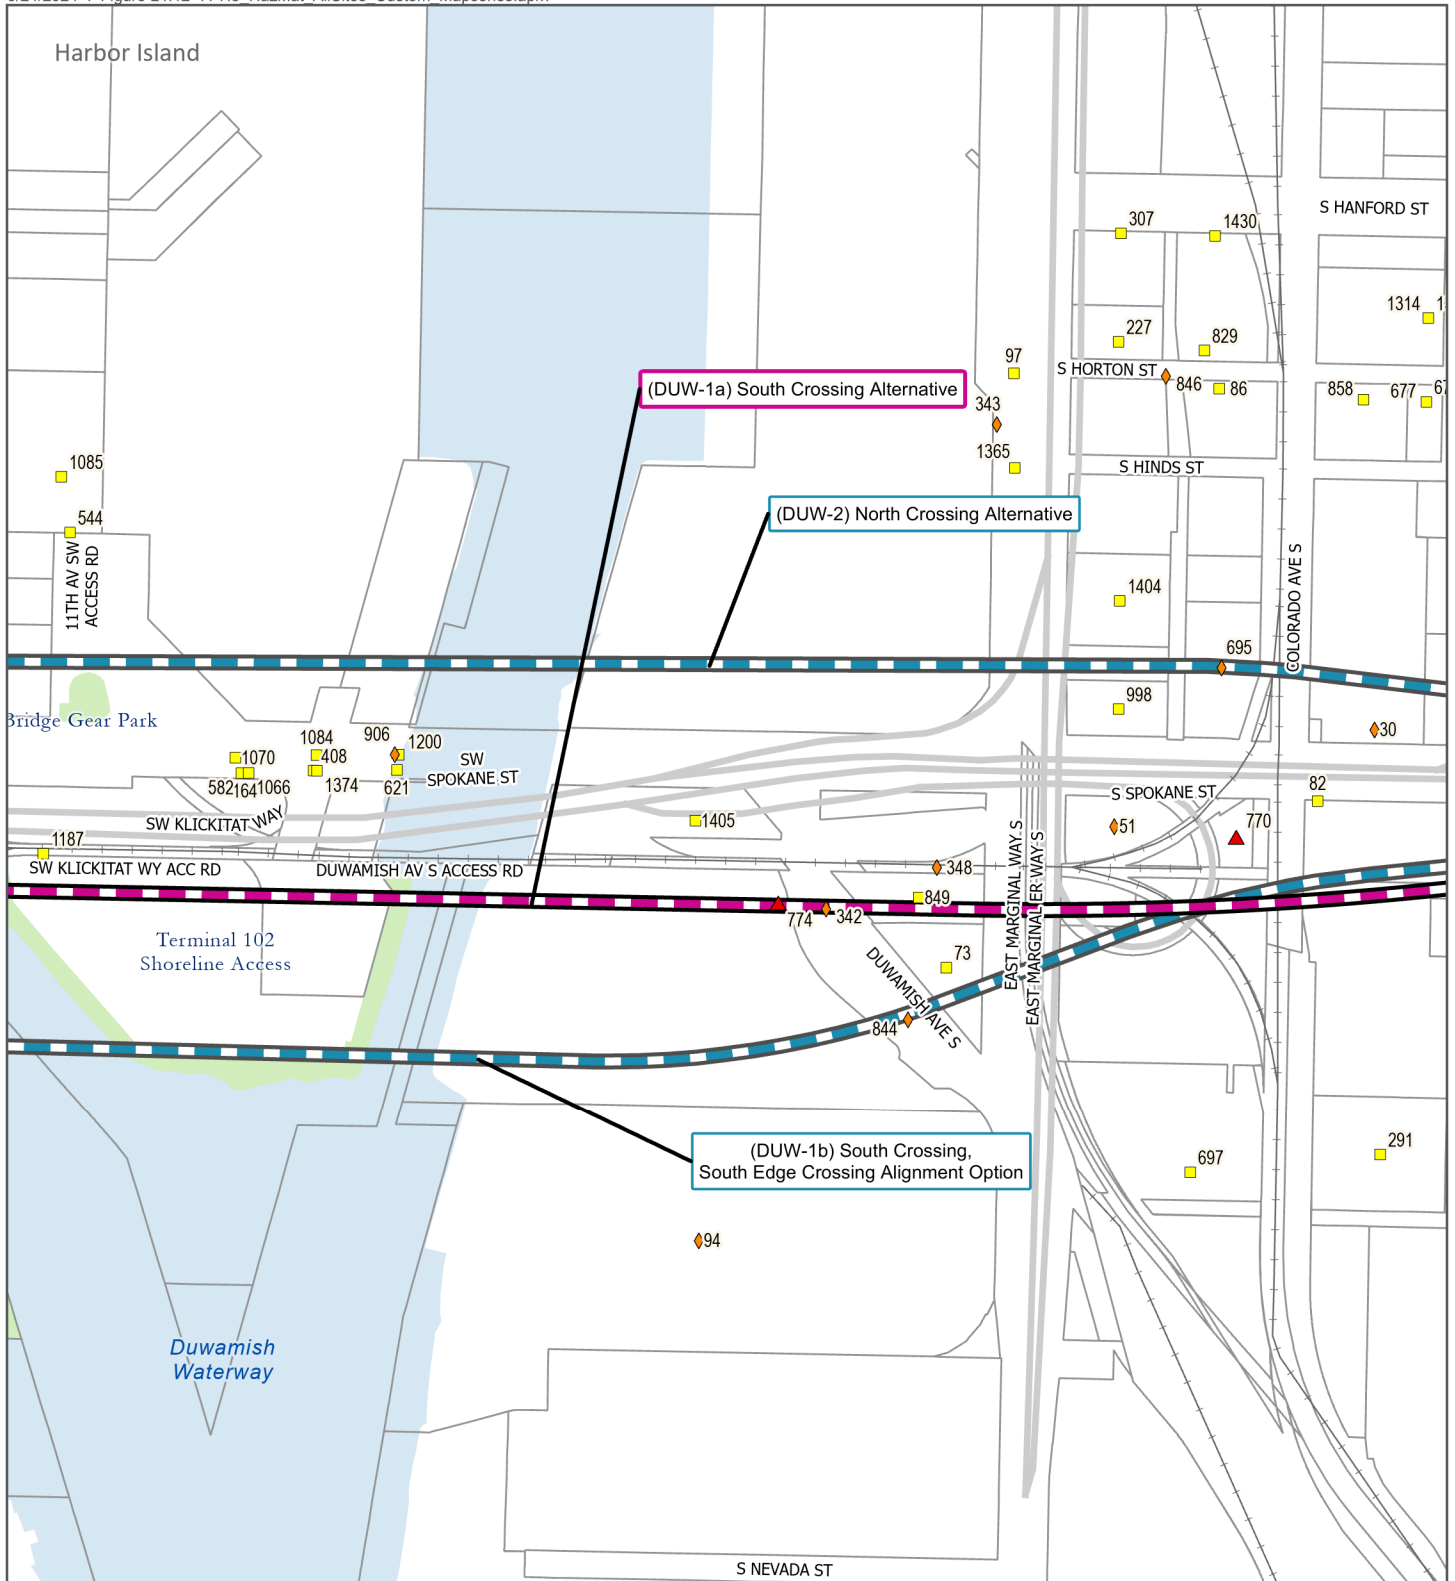 Harbor Island
S HANFORD ST
307
1430
1314
227
829
97
S HORTON ST
846
86
858
677
(DUW-1a) South Crossing Alternative
343
1365
S HINDS ST
1085
(DUW-2) North Crossing Alternative
544
11TH AV SW
ACCESS RD
1404
COLORADO AVE S
695
998
Bridge Gear Park
30
1084
906
1200
1070
408
SW
SPOKANE ST
582
164
1066
1374
621
S SPOKANE ST
82
SW KLICKITAT WAY
1405
51
770
1187
SW KLICKITAT WY ACC RD
DUWAMISH AV S ACCESS RD
348
849
EAST MARGINAL WAY S
EAST MARGINAL ER WAY S
774
342
Terminal 102
Shoreline Access
73
DUWAMISH AVE S
844
(DUW-1b) South Crossing,
South Edge Crossing Alignment Option
697
291
94
Duwamish
Waterway
S NEVADA ST